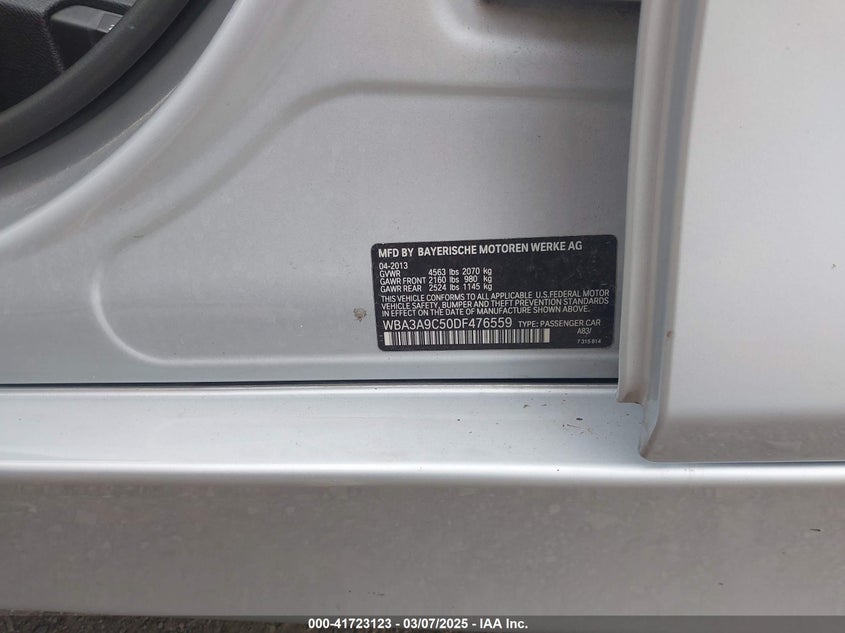 MFD BY BAYERISCHE MOTOREN WERKE AG
04-2013
GVWR 4563 lbs 2070 kg
GAWR FRONT 2160 lbs 980 kg
GAWR REAR 2524 lbs 1145 kg
THIS VEHICLE CONFORMS TO ALL APPLICABLE U.S.FEDERAL MOTOR
VEHICLE SAFETY, BUMPER AND THEFT PREVENTION STANDARDS
IN EFFECT ON THE DATE OF MANUFACTURE SHOWN ABOVE.
WBA3A9C50DF476559 TYPE: PASSENGER CAR
A83/
7 315 814
000-41723123 - 03/07/2025 - IAA Inc.